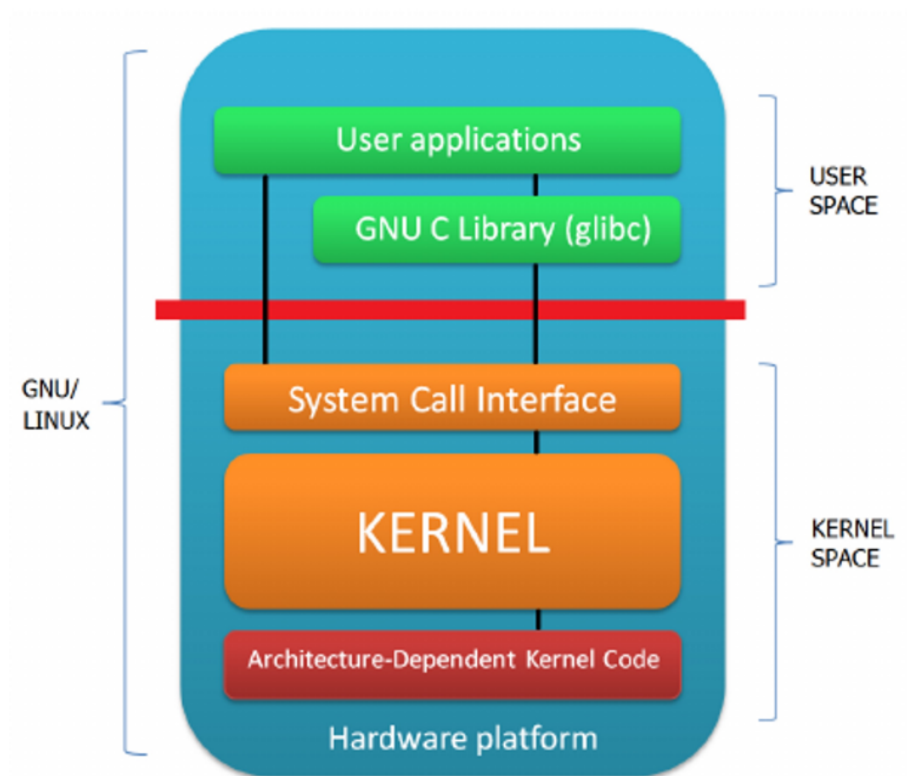 User applications
GNU C Library (glibc)
USER
SPACE
GNU/
LINUX
System Call Interface
KERNEL
KERNEL
SPACE
Architecture-Dependent Kernel Code
Hardware platform